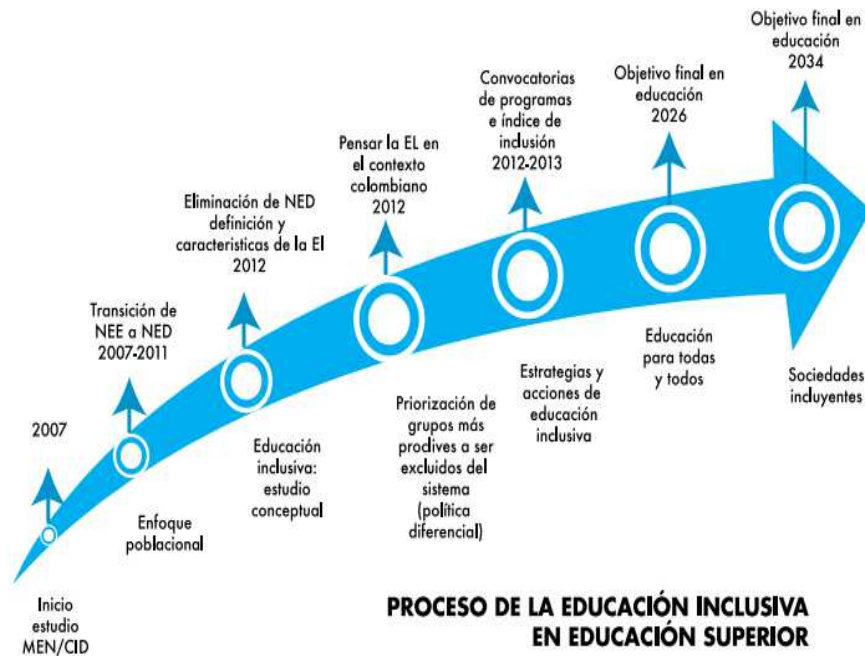 2007
Inicio
estudio
MEN/CID
Transición de
NEE a NED
2007-2011
Enfoque
poblacional
Eliminación de NED
definición y
caracteristicas de la EI
2012
Educación
inclusiva:
estudio
conceptual
Pensar la EL en
el contexto
colombiano
2012
Priorización de
grupos más
proclives a ser
excluidos del
sistema
(política
diferencial)
Convocatorias
de programas
e índice de
inclusión
2012-2013
Estrategias y
acciones de
educación
inclusiva
Objetivo final en
educación
2026
Educación
para todas
y todos
Objetivo final en
educación
2034
Sociedades
incluyentes
PROCESO DE LA EDUCACIÓN INCLUSIVA
EN EDUCACIÓN SUPERIOR